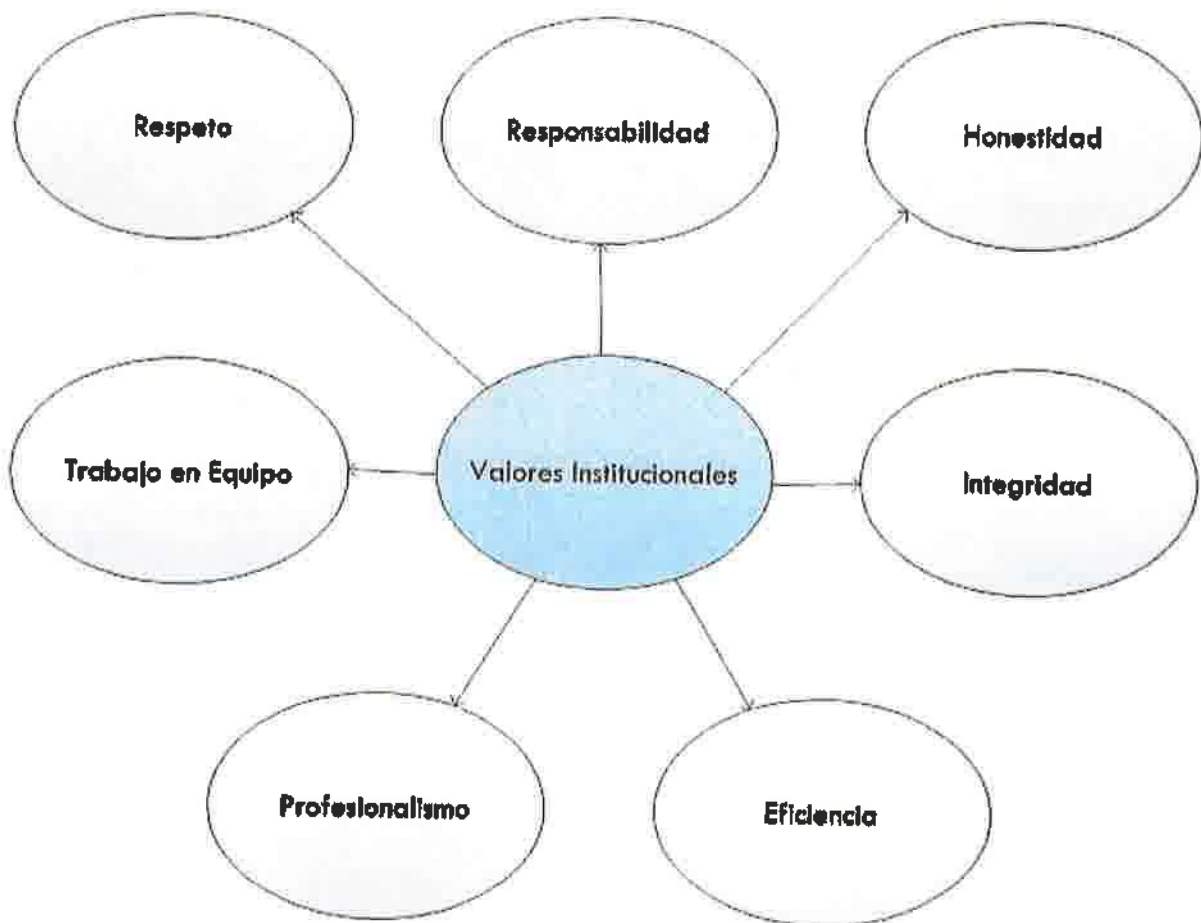 Respeto
Responsabilidad
Honestidad
Trabajo en Equipo
Valores Institucionales
Integridad
Profesionalismo
Eficiencia